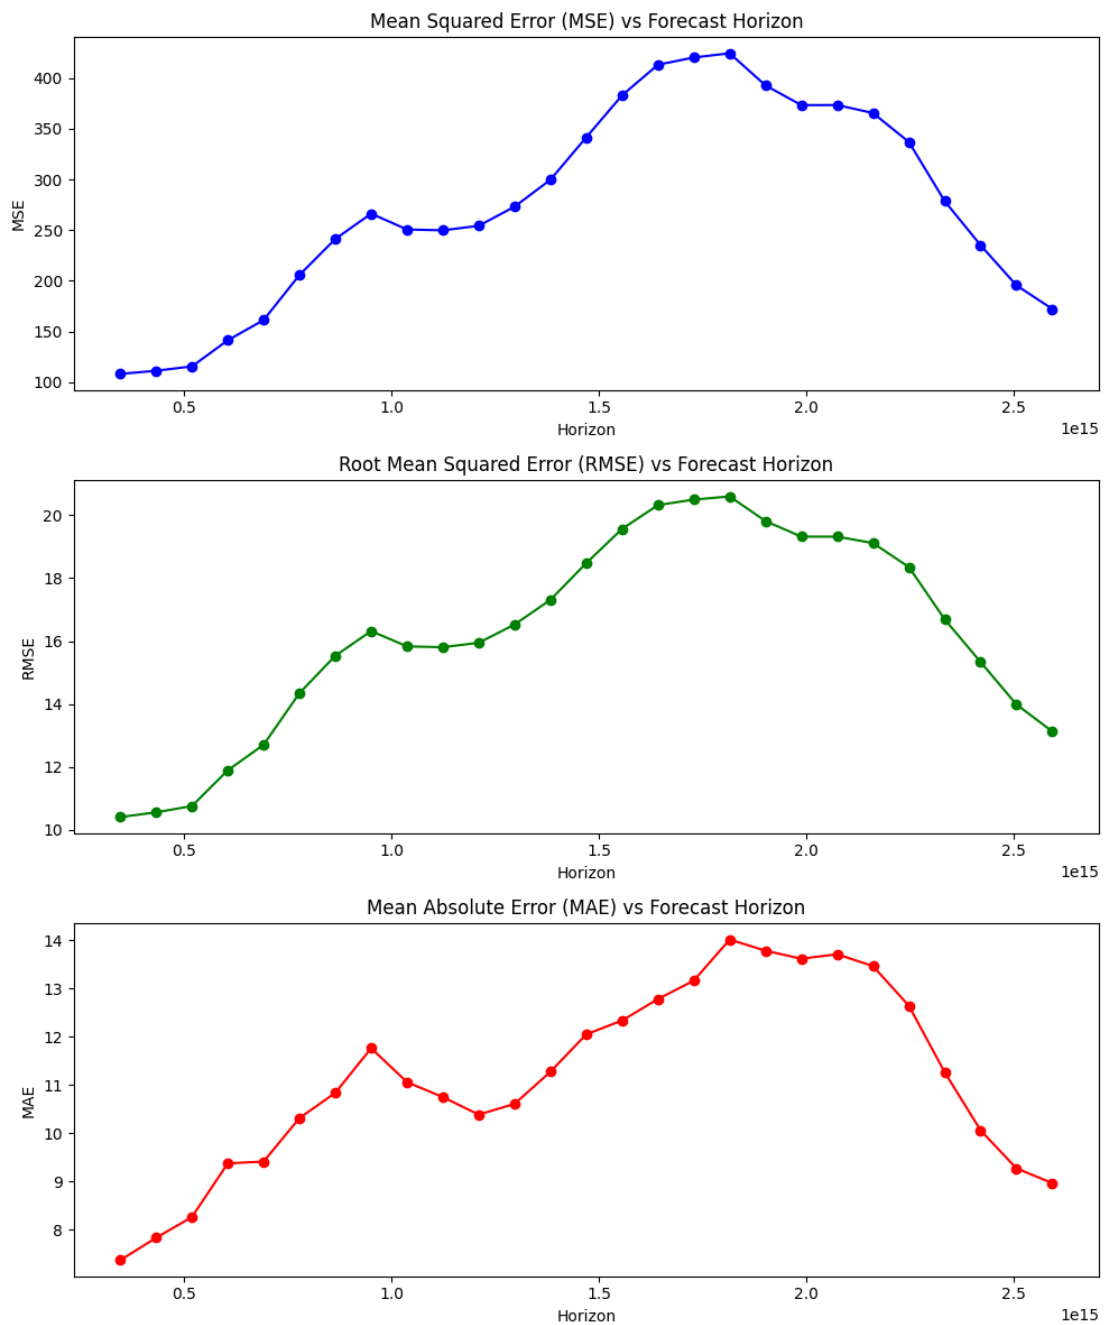 Mean Squared Error (MSE) vs Forecast Horizon
400
350
300
250
200
150
100
MSE
0.5 1.0 1.5 2.0 2.5
Horizon
1e15
Root Mean Squared Error (RMSE) vs Forecast Horizon
20
18
16
14
12
10
RMSE
0.5 1.0 1.5 2.0 2.5
Horizon
1e15
Mean Absolute Error (MAE) vs Forecast Horizon
14
13
12
11
10
9
8
MAE
0.5 1.0 1.5 2.0 2.5
Horizon
1e15